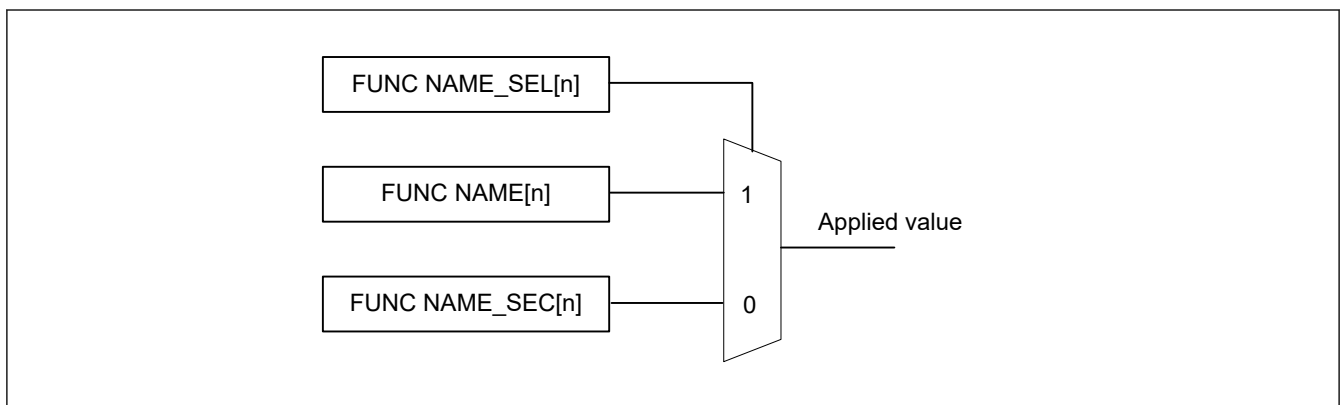 FUNC NAME_SEL[n]
FUNC NAME[n]
1
Applied value
FUNC NAME_SEC[n]
0